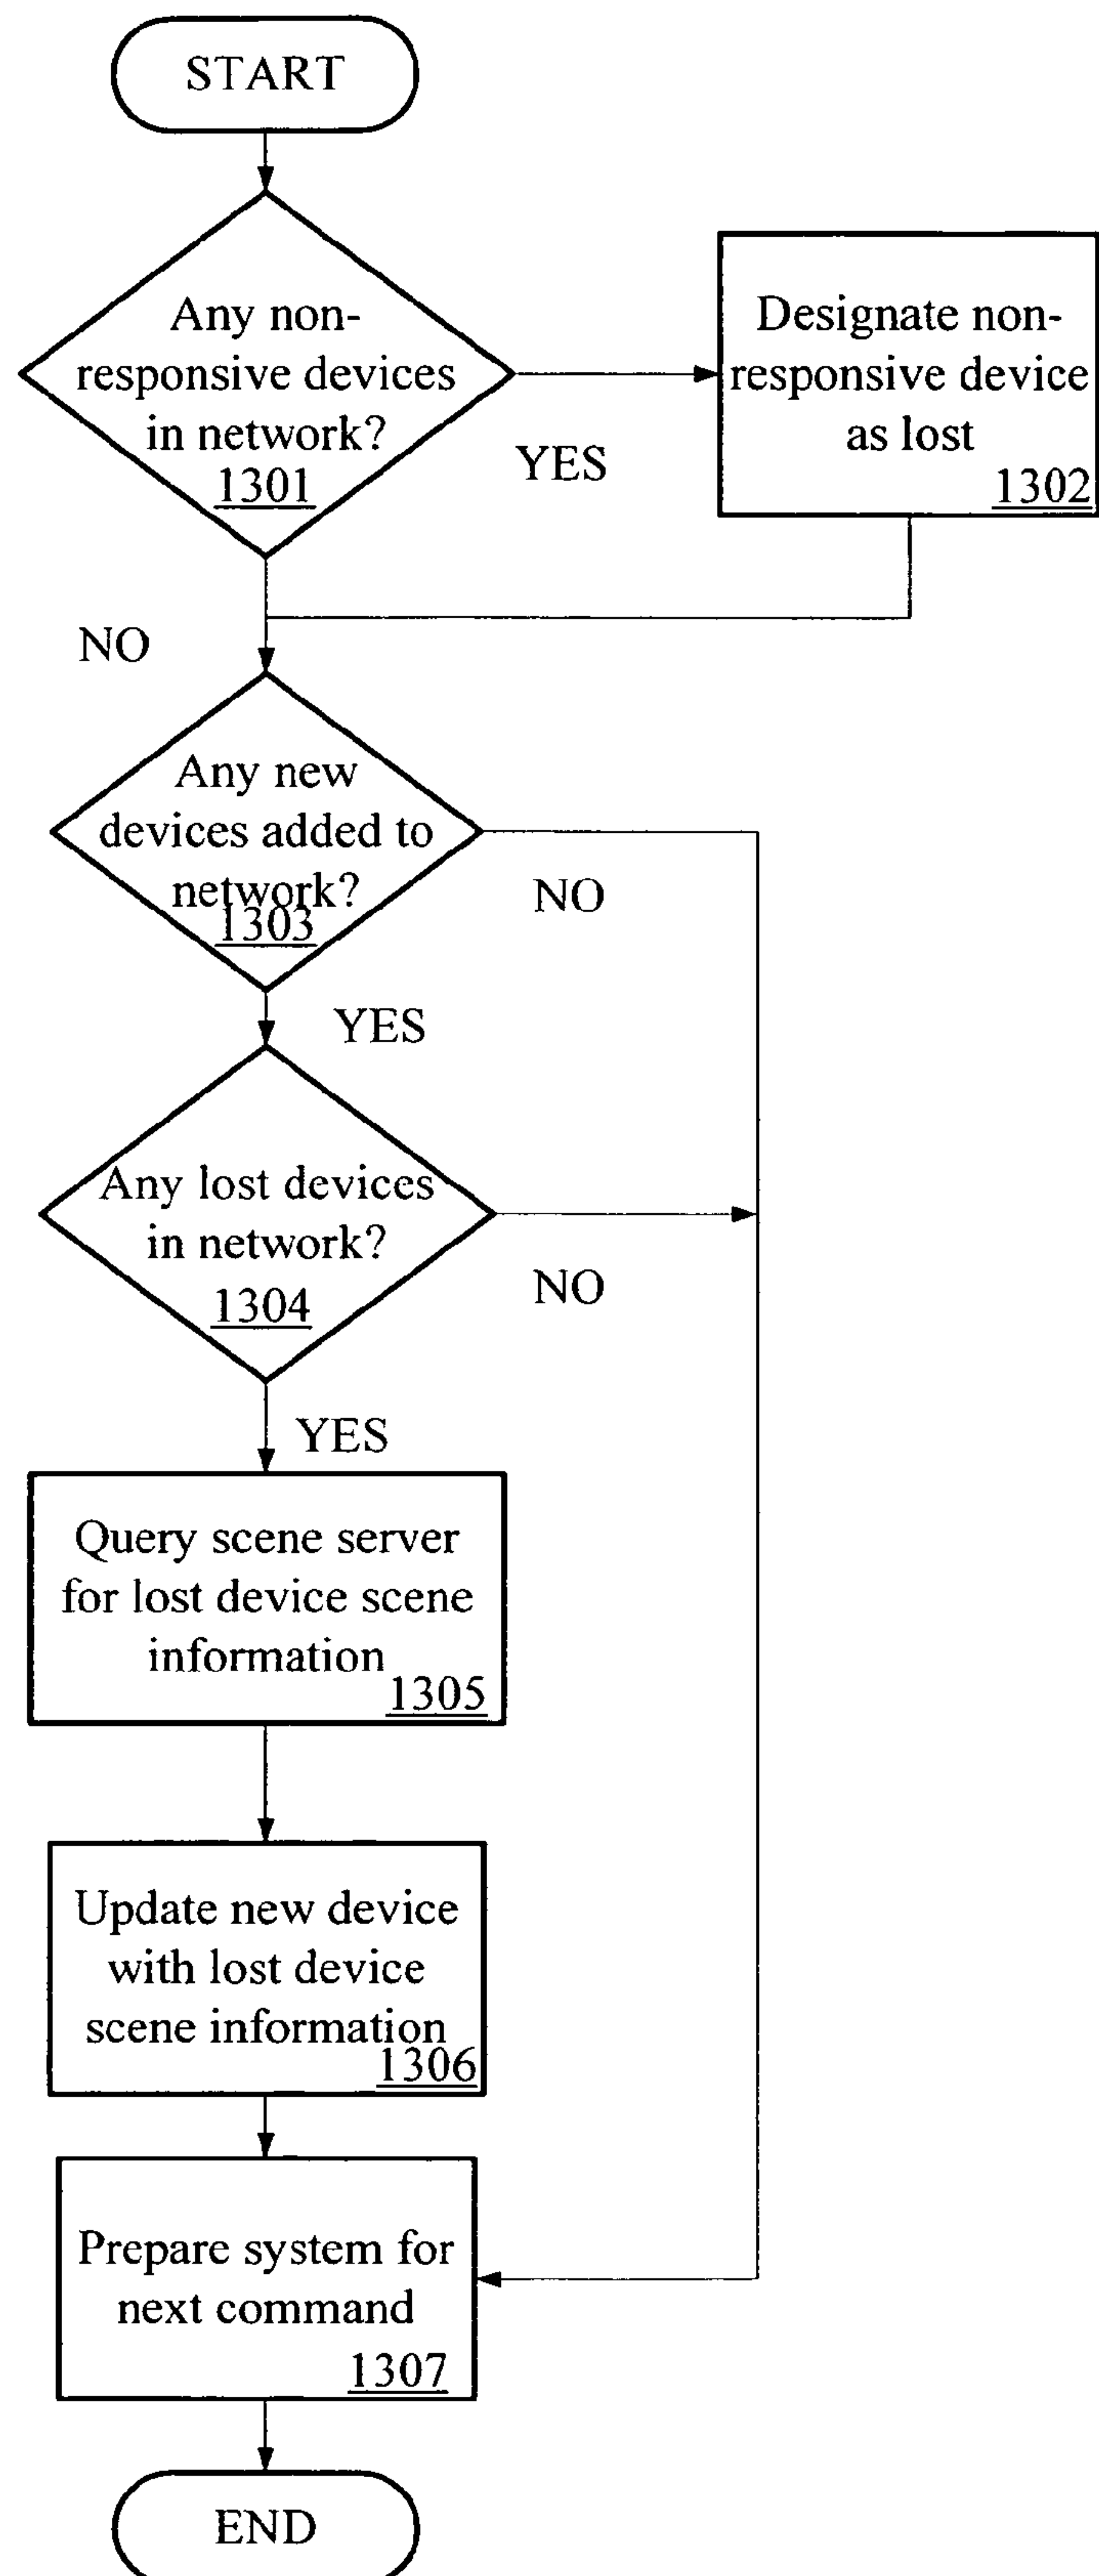 START
Any non-
responsive devices
in network?
1301
YES
Designate non-
responsive device
as lost
1302
NO
Any new
devices added to
network?
1303
NO
YES
Any lost devices
in network?
1304
NO
YES
Query scene server
for lost device scene
information
1305
Update new device
with lost device
scene information
1306
Prepare system for
next command
1307
END